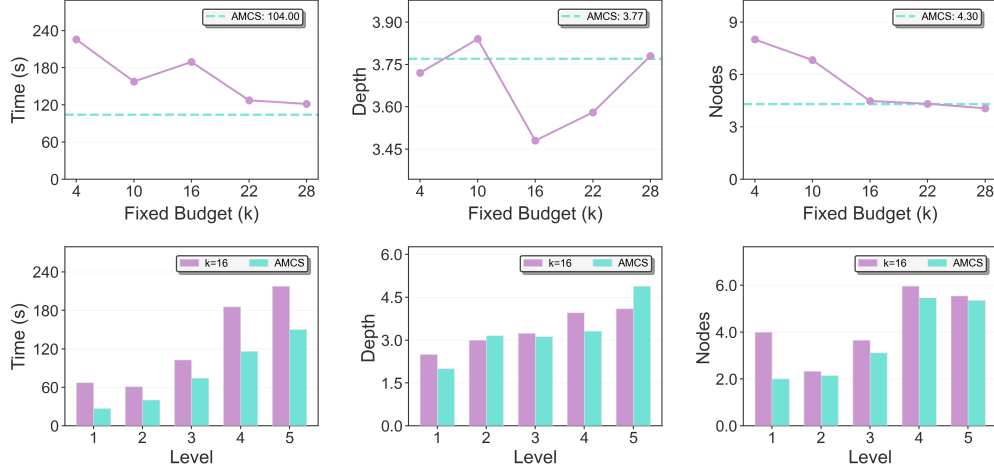 AMCS: 104.00
240
180
120
60
0
Time (s)
4 10 16 22 28
Fixed Budget (k)
AMCS: 3.77
3.90
3.75
3.60
3.45
Depth
4 10 16 22 28
Fixed Budget (k)
AMCS: 4.30
9
6
3
0
Nodes
4 10 16 22 28
Fixed Budget (k)
k=16 AMCS
240
180
120
60
0
Time (s)
1 2 3 4 5
Level
k=16 AMCS
6.0
4.5
3.0
1.5
0.0
Depth
1 2 3 4 5
Level
k=16 AMCS
6.0
4.0
2.0
0.0
Nodes
1 2 3 4 5
Level